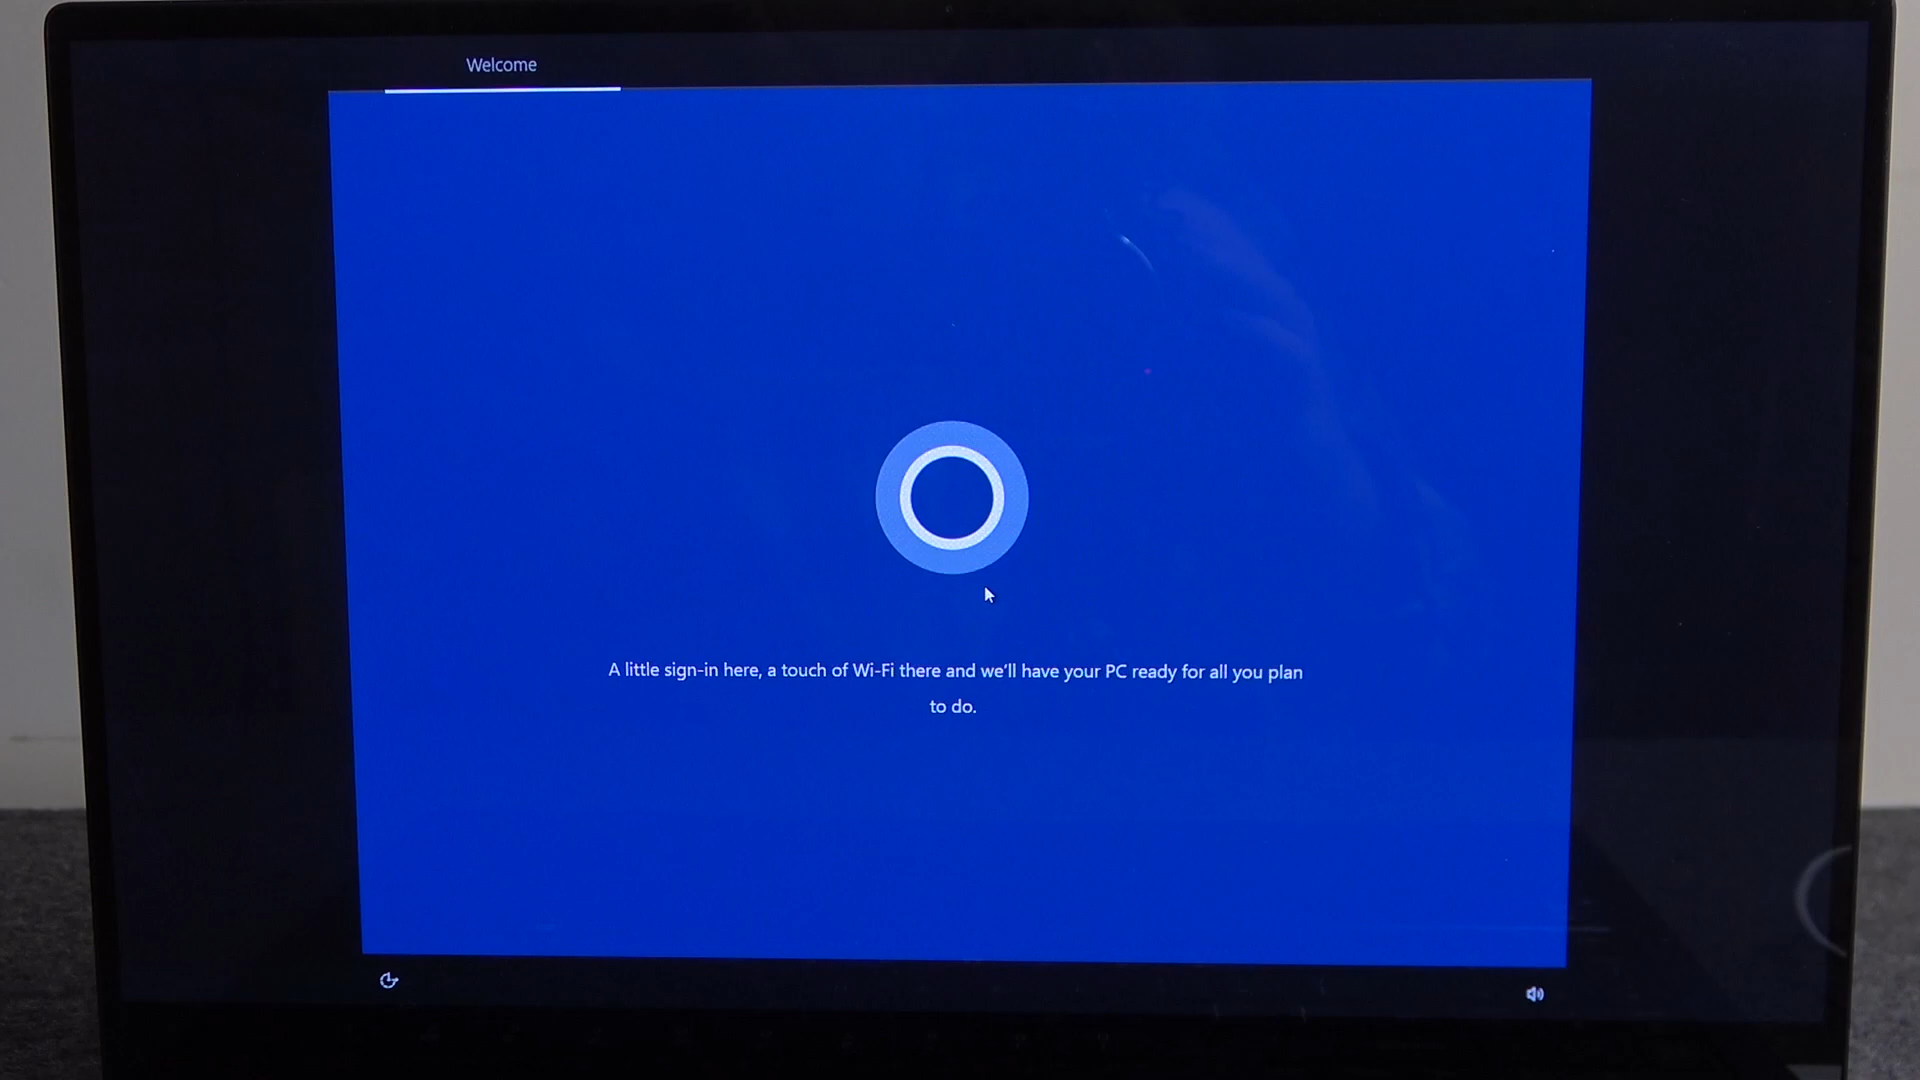 Welcome
A little sign-in here, a touch of Wi-Fi there and we'll have your PC ready for all you plan
to do.